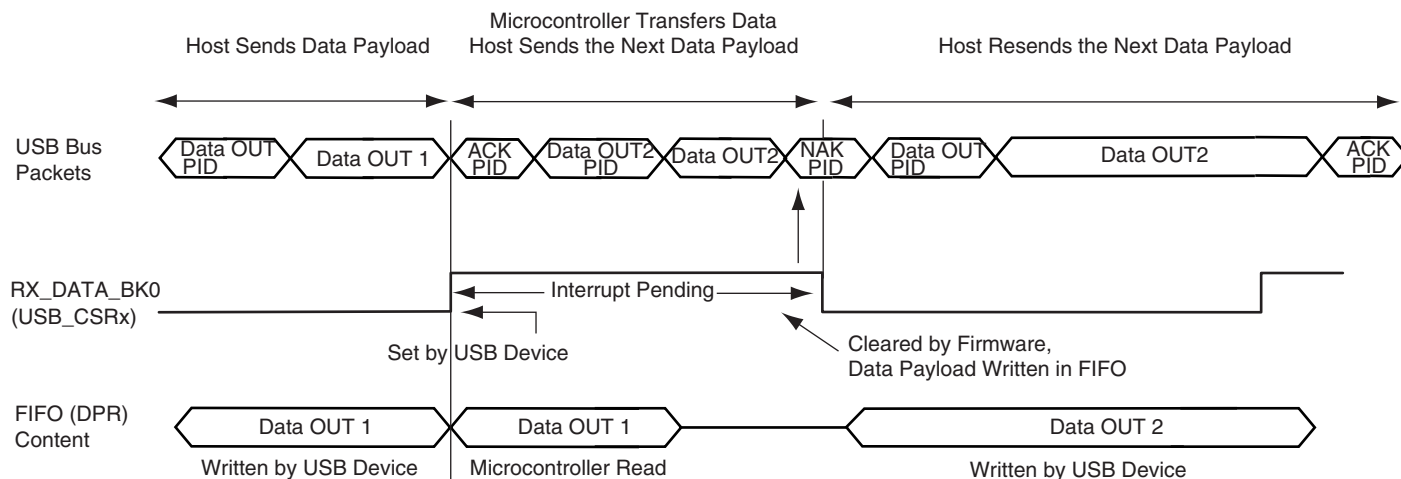 Microcontroller Transfers Data
Host Sends Data Payload
Host Sends the Next Data Payload
Host Resends the Next Data Payload
USB Bus
Packets
Data OUT
PID
Data OUT 1
ACK
PID
Data OUT2
PID
Data OUT2
NAK
PID
Data OUT
PID
Data OUT2
ACK
PID
RX_DATA_BK0
(USB_CSRx)
Interrupt Pending
Set by USB Device
Cleared by Firmware,
Data Payload Written in FIFO
FIFO (DPR)
Content
Data OUT 1
Data OUT 1
Data OUT 2
Written by USB Device
Microcontroller Read
Written by USB Device